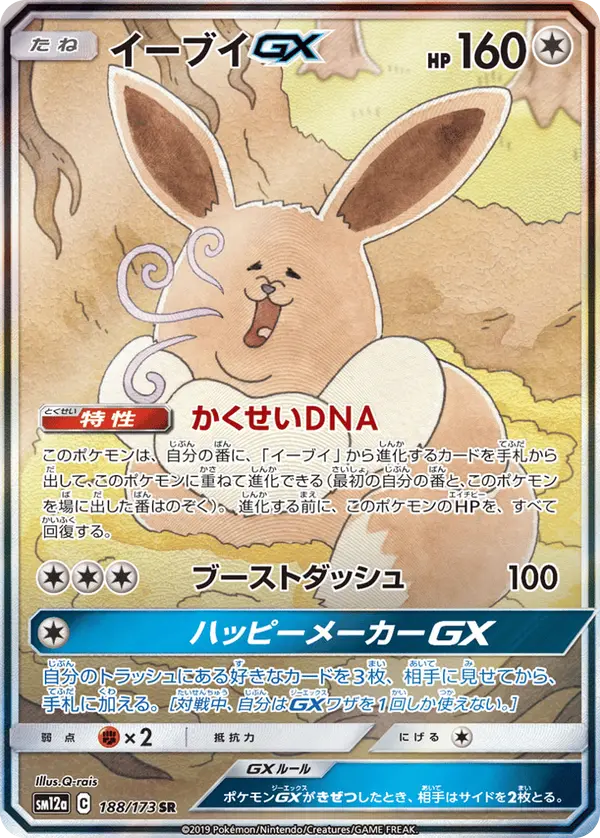 たね イーブイGX HP160
とくせい
特性 かくせいDNA
このポケモンは、自分の番に、「イーブイ」から進化するカードを手札から
出して、このポケモンに重ねて進化できる(最初の自分の番と、このポケモン
を場に出した番はのぞく)。進化する前に、このポケモンのHPを、すべて
回復する。
ブーストダッシュ 100
ハッピーメーカーGX
自分のトラッシュにある好きなカードを3枚、相手に見せてから、
手札に加える。[対戦中、自分はGXワザを1回しか使えない。]
弱点 ×2 抵抗力 にげる
Illus.Q-rais
GXルール
sm12a C 188/173 SR
ポケモンGXがきぜつしたとき、相手はサイドを2枚とる。
©2019 Pokémon/Nintendo/Creatures/GAME FREAK.